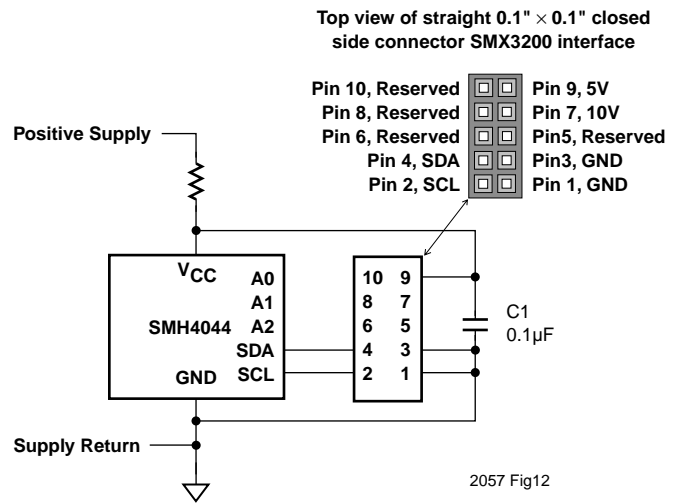 Top view of straight 0.1" × 0.1" closed
side connector SMX3200 interface
Pin 10, Reserved Pin 9, 5V
Pin 8, Reserved Pin 7, 10V
Pin 6, Reserved Pin5, Reserved
Pin 4, SDA Pin3, GND
Pin 2, SCL Pin 1, GND
Positive Supply
VCC A0 10 9
A1 8 7
SMH4044 A2 6 5
SDA 4 3
GND SCL 2 1
C1
0.1µF
Supply Return
2057 Fig12